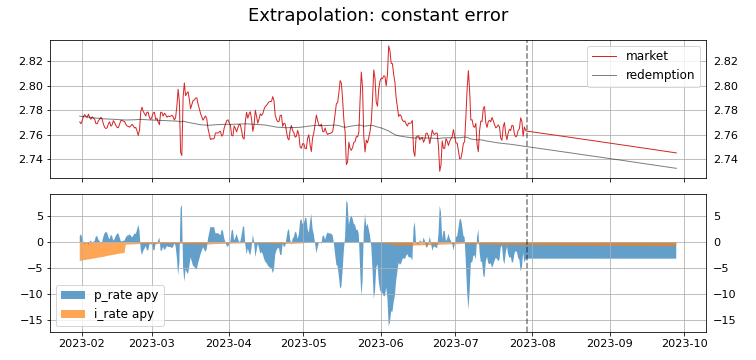 Extrapolation: constant error
2.82 2.82
2.80 2.80
2.78 2.78
2.76 2.76
2.74 2.74
market
redemption
5 5
0 0
−5 −5
−10 −10
−15 −15
p_rate apy
i_rate apy
2023-02 2023-03 2023-04 2023-05 2023-06 2023-07 2023-08 2023-09 2023-10